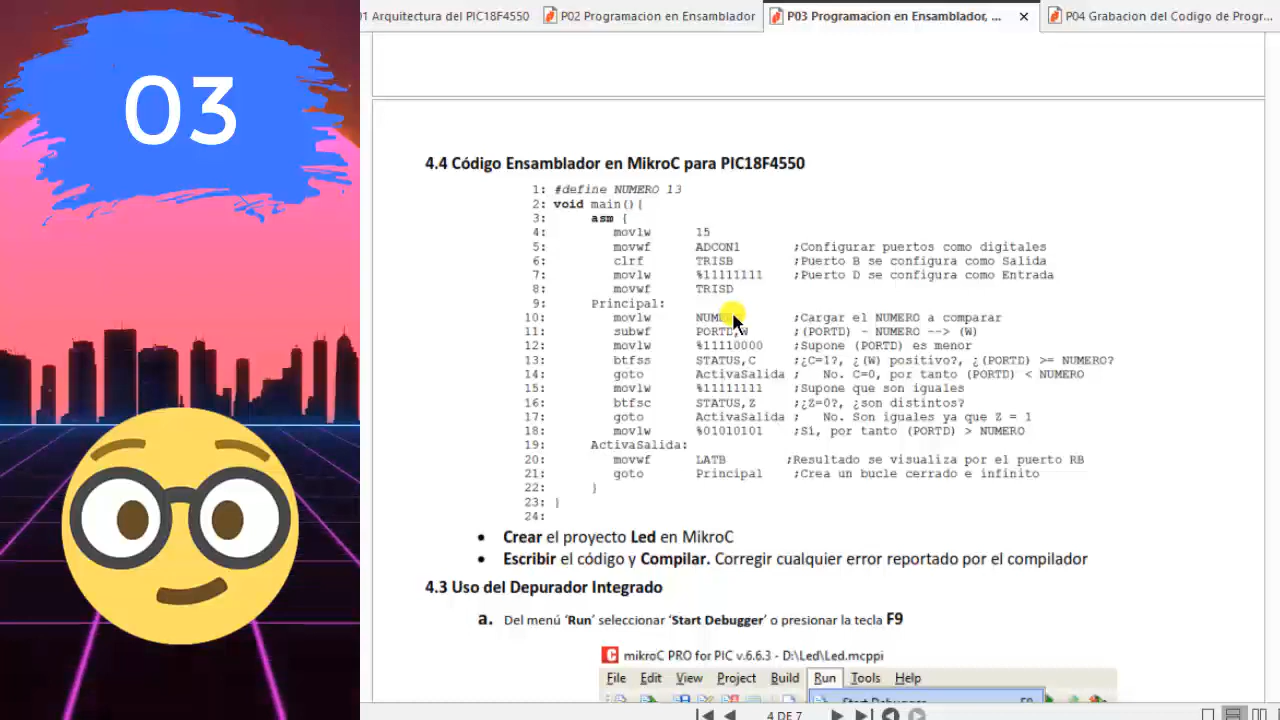 03
01 Arquitectura del PIC18F4550
P02 Programacion en Ensamblador
P03 Programacion en Ensamblador, ...
P04 Grabacion del Codigo de Progr...
4.4 Código Ensamblador en MikroC para PIC18F4550
1: #define NUMERO 13
2: void main(){
3: asm {
4: movlw 15
5: movwf ADCON1 ;Configurar puertos como digitales
6: clrf TRISB ;Puerto B se configura como Salida
7: movlw %11111111 ;Puerto D se configura como Entrada
8: movwf TRISD
9: Principal:
10: movlw NUMERO ;Cargar el NUMERO a comparar
11: subwf PORTD,W ;(PORTD) - NUMERO --> (W)
12: movlw %11110000 ;Supone (PORTD) es menor
13: btfss STATUS,C ;¿C=1?, ¿(W) positivo?, ¿(PORTD) >= NUMERO?
14: goto ActivaSalida ; No. C=0, por tanto (PORTD) < NUMERO
15: movlw %11111111 ;Supone que son iguales
16: btfsc STATUS,Z ;¿Z=0?, ¿son distintos?
17: goto ActivaSalida ; No. Son iguales ya que Z = 1
18: movlw %01010101 ;Sí, por tanto (PORTD) > NUMERO
19: ActivaSalida:
20: movwf LATB ;Resultado se visualiza por el puerto RB
21: goto Principal ;Crea un bucle cerrado e infinito
22: }
23: }
24:
• Crear el proyecto Led en MikroC
• Escribir el código y Compilar. Corregir cualquier error reportado por el compilador
4.3 Uso del Depurador Integrado
a. Del menú ‘Run’ seleccionar ‘Start Debugger’ o presionar la tecla F9
mikroC PRO for PIC v.6.6.3 - D:\Led\Led.mcppi
File Edit View Project Build Run Tools Help
Start Debugger F9
4 DE 7